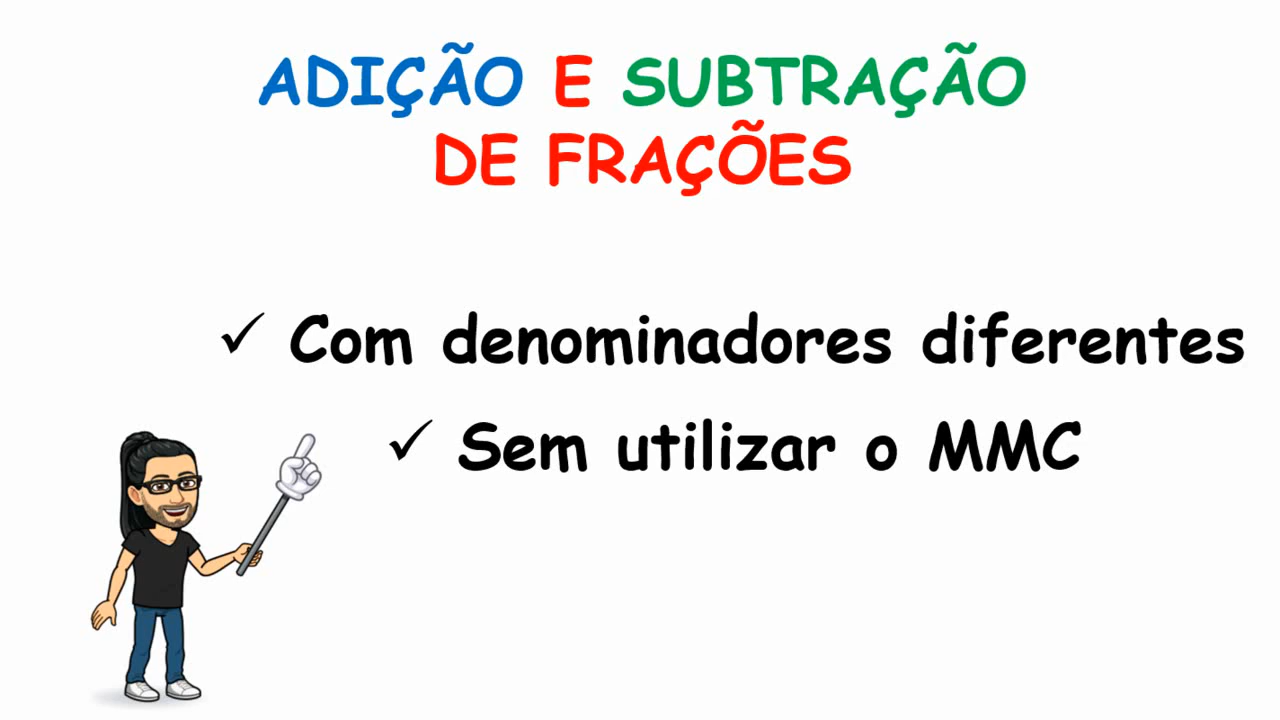 ADIÇÃO E SUBTRAÇÃO
DE FRAÇÕES
✓ Com denominadores diferentes
✓ Sem utilizar o MMC